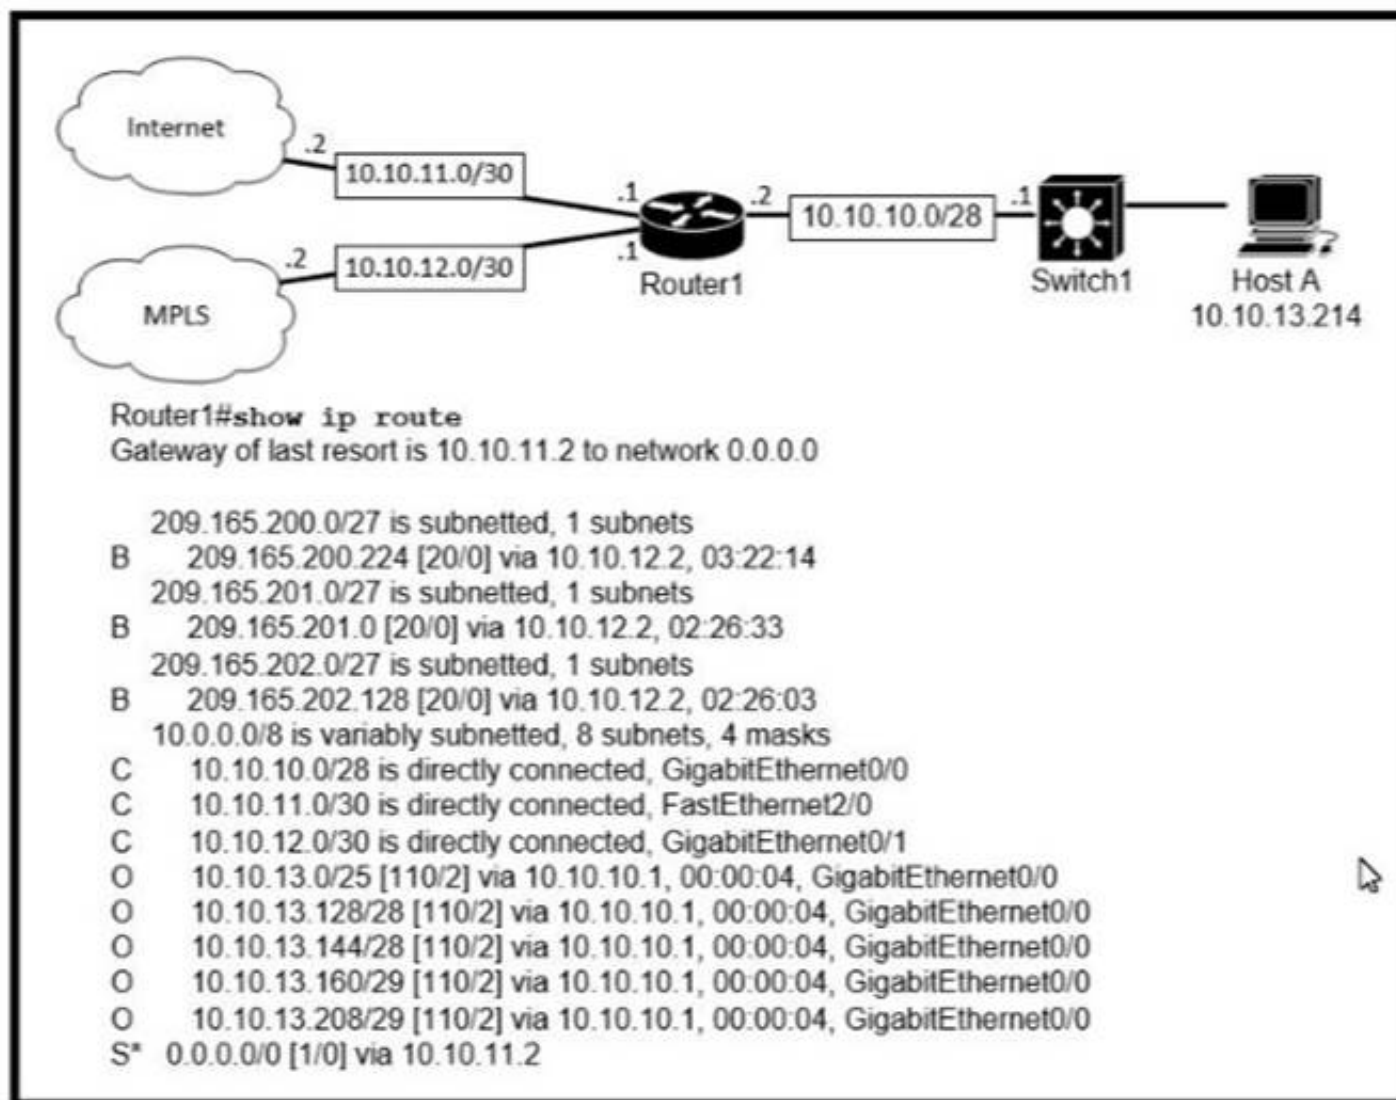 Internet
.2
10.10.11.0/30
.1
.2
10.10.10.0/28
.1
.2
10.10.12.0/30
.1
Router1
Switch1
Host A
10.10.13.214
MPLS
Router1#show ip route
Gateway of last resort is 10.10.11.2 to network 0.0.0.0
209.165.200.0/27 is subnetted, 1 subnets
B 209.165.200.224 [20/0] via 10.10.12.2, 03:22:14
209.165.201.0/27 is subnetted, 1 subnets
B 209.165.201.0 [20/0] via 10.10.12.2, 02:26:33
209.165.202.0/27 is subnetted, 1 subnets
B 209.165.202.128 [20/0] via 10.10.12.2, 02:26:03
10.0.0.0/8 is variably subnetted, 8 subnets, 4 masks
C 10.10.10.0/28 is directly connected, GigabitEthernet0/0
C 10.10.11.0/30 is directly connected, FastEthernet2/0
C 10.10.12.0/30 is directly connected, GigabitEthernet0/1
O 10.10.13.0/25 [110/2] via 10.10.10.1, 00:00:04, GigabitEthernet0/0
O 10.10.13.128/28 [110/2] via 10.10.10.1, 00:00:04, GigabitEthernet0/0
O 10.10.13.144/28 [110/2] via 10.10.10.1, 00:00:04, GigabitEthernet0/0
O 10.10.13.160/29 [110/2] via 10.10.10.1, 00:00:04, GigabitEthernet0/0
O 10.10.13.208/29 [110/2] via 10.10.10.1, 00:00:04, GigabitEthernet0/0
S* 0.0.0.0/0 [1/0] via 10.10.11.2